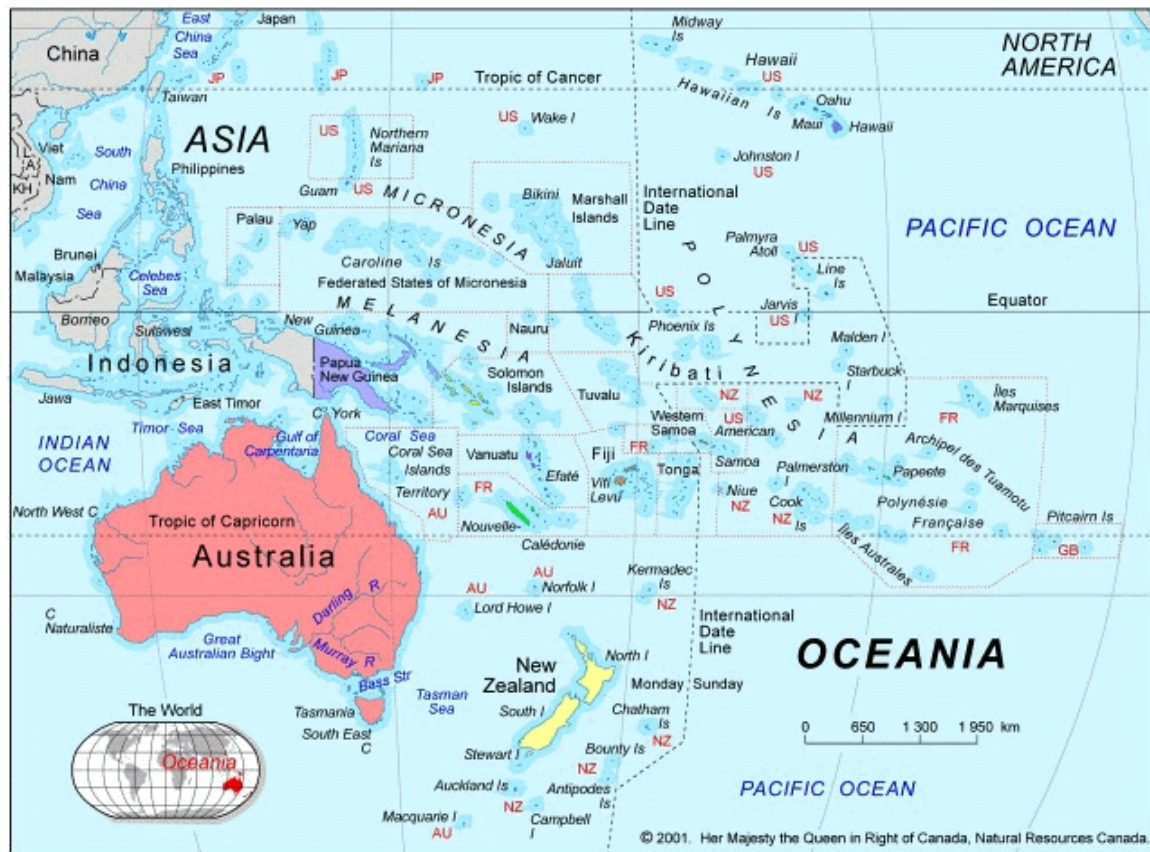 East
China
Sea
Japan
Midway
Is
NORTH
AMERICA
China
JP
JP
JP
Tropic of Cancer
Hawaii
US
Hawaiian Is
Oahu
Maui
Hawaii
Taiwan
ASIA
US
Northern
Mariana
Is
US
Wake I
Johnston I
US
Viet
Nam
L
A
KH
South
China
Sea
Philippines
Guam
US
MICRONESIA
Bikini
Marshall
Islands
International
Date
Line
PACIFIC OCEAN
Palau
Yap
Caroline Is
Jaluit
POLYNESIA
Palmyra
Atoll
US
Line
Is
Brunei
Malaysia
Celebes
Sea
Federated States of Micronesia
MELANESIA
US
Jarvis
I
US
Equator
Borneo
Sulawesi
New
Guinea
Nauru
Phoenix Is
Kiribati
Malden I
Indonesia
Papua
New Guinea
Solomon
Islands
Starbuck
I
Jawa
East Timor
C York
Tuvalu
NZ
NZ
Îles
Marquises
FR
INDIAN
OCEAN
Timor Sea
Gulf of
Carpentaria
Coral Sea
Coral Sea
Islands
Territory
AU
Vanuatu
Efaté
FR
Fiji
Viti
Levu
Western
Samoa
US
American
Samoa
FR
Tonga
Millennium I
Archipel des Tuamotu
Palmerston
I
Papeete
North West C
Tropic of Capricorn
Nouvelle-
Calédonie
Niue
NZ
Cook
Is
NZ
Polynésie
Française
FR
Îles Australes
Pitcairn Is
GB
Australia
Darling R
Murray R
AU
Norfolk I
AU
Lord Howe I
Kermadec
Is
NZ
International
Date
Line
C
Naturaliste
Great
Australian Bight
Bass Str
Tasman
Sea
New
Zealand
North I
Monday
Sunday
OCEANIA
The World
Oceania
Tasmania
South East
C
South I
Chatham
Is
NZ
0 650 1300 1950 km
Stewart I
Bounty Is
NZ
Auckland Is
NZ
Antipodes
Is
Macquarie I
AU
Campbell
I
PACIFIC OCEAN
© 2001. Her Majesty the Queen in Right of Canada, Natural Resources Canada.